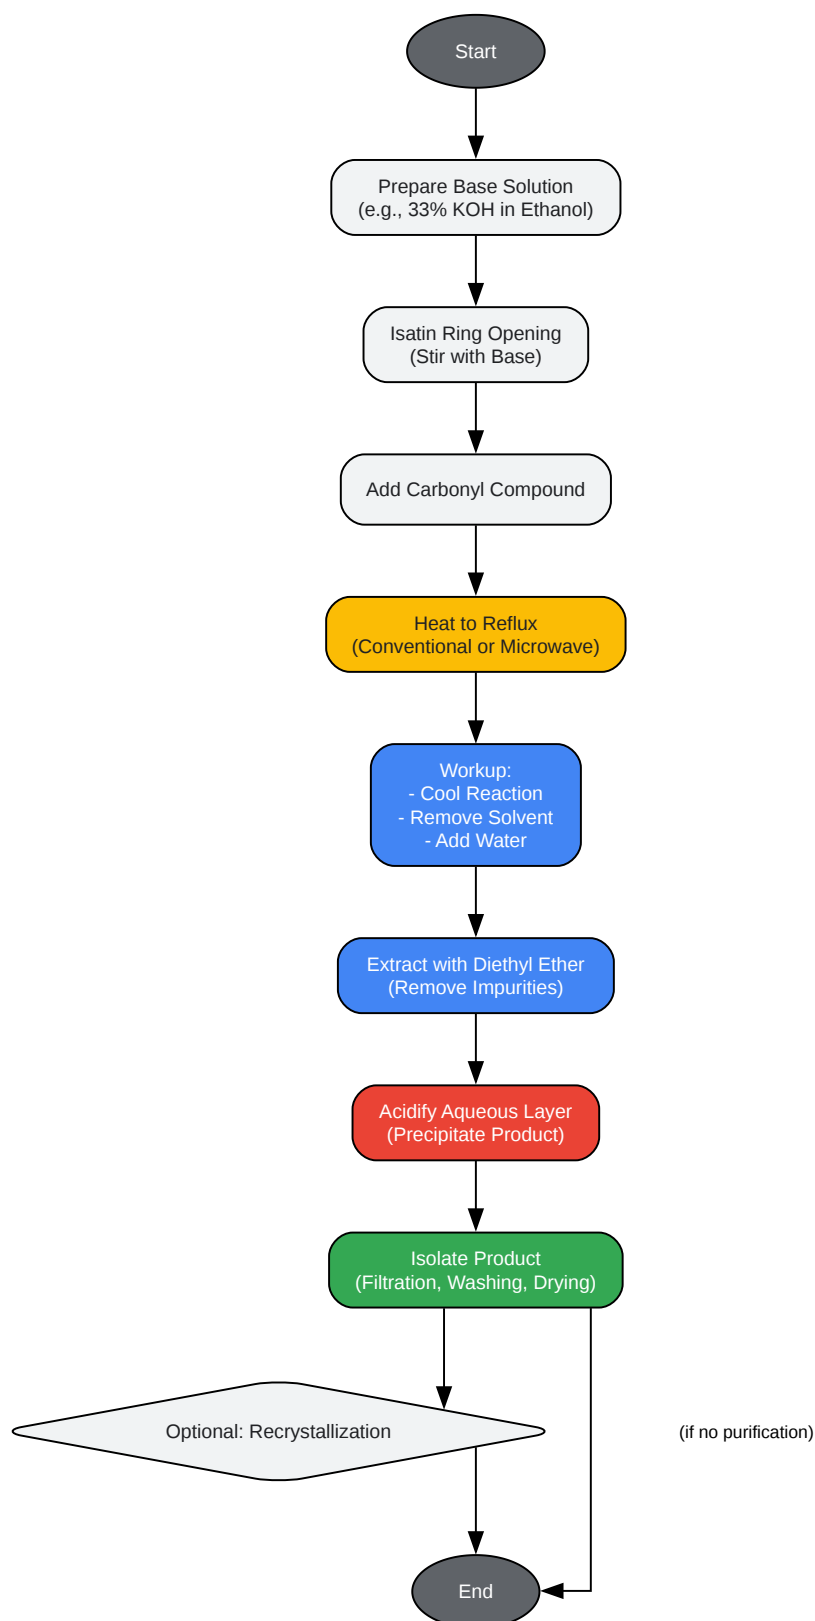 Start
Prepare Base Solution
(e.g., 33% KOH in Ethanol)
Isatin Ring Opening
(Stir with Base)
Add Carbonyl Compound
Heat to Reflux
(Conventional or Microwave)
Workup:
- Cool Reaction
- Remove Solvent
- Add Water
Extract with Diethyl Ether
(Remove Impurities)
Acidify Aqueous Layer
(Precipitate Product)
Isolate Product
(Filtration, Washing, Drying)
Optional: Recrystallization
(if no purification)
End